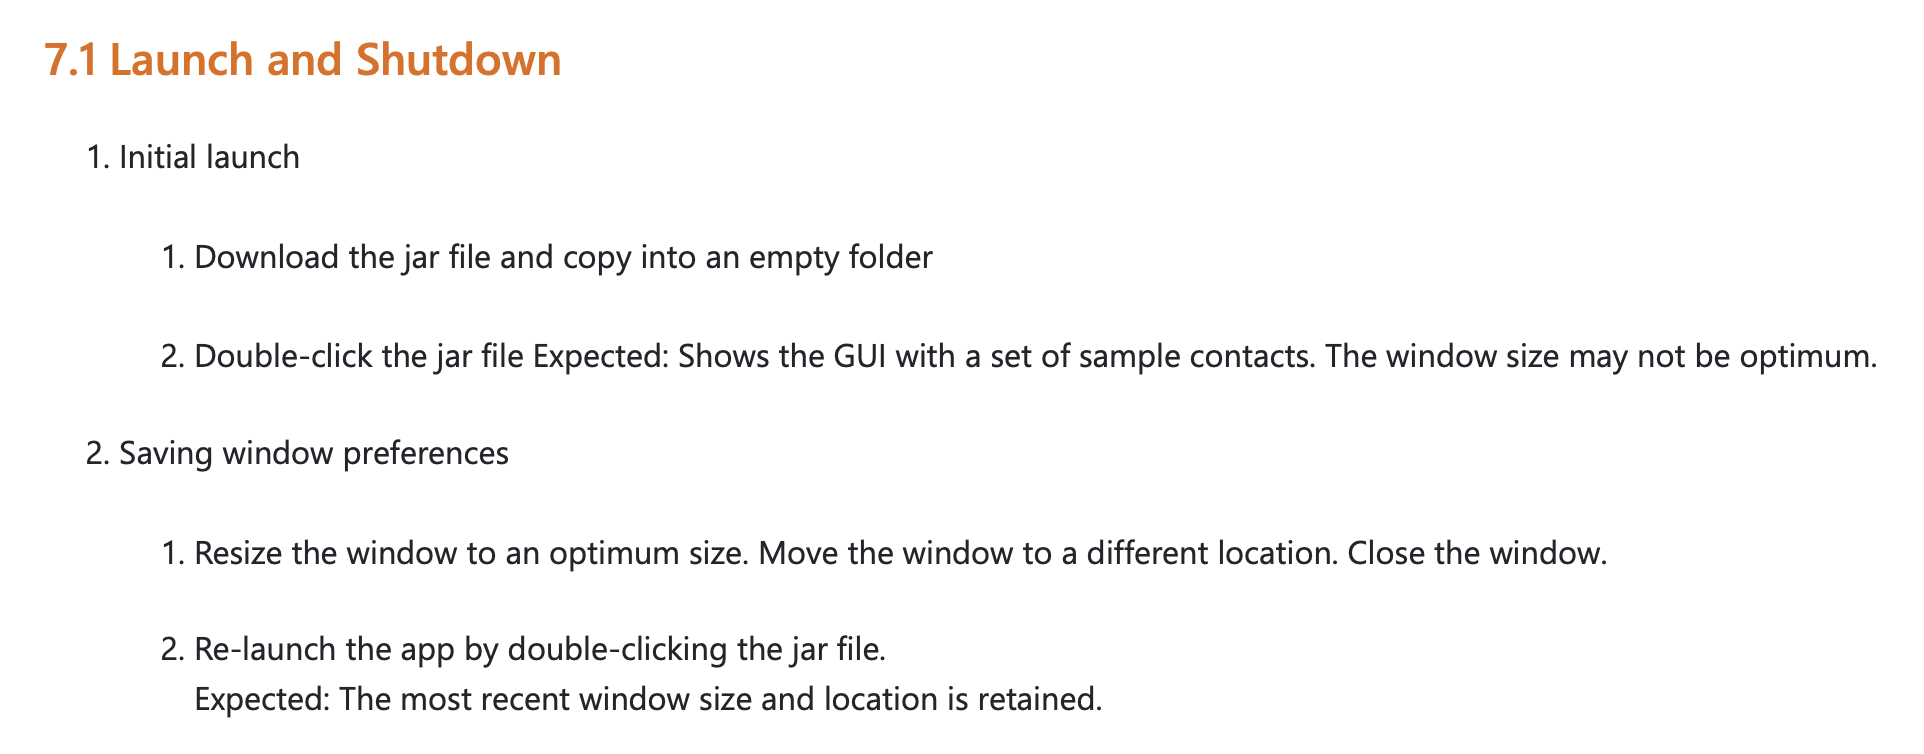 7.1 Launch and Shutdown
1. Initial launch
1. Download the jar file and copy into an empty folder
2. Double-click the jar file Expected: Shows the GUI with a set of sample contacts. The window size may not be optimum.
2. Saving window preferences
1. Resize the window to an optimum size. Move the window to a different location. Close the window.
2. Re-launch the app by double-clicking the jar file.
Expected: The most recent window size and location is retained.